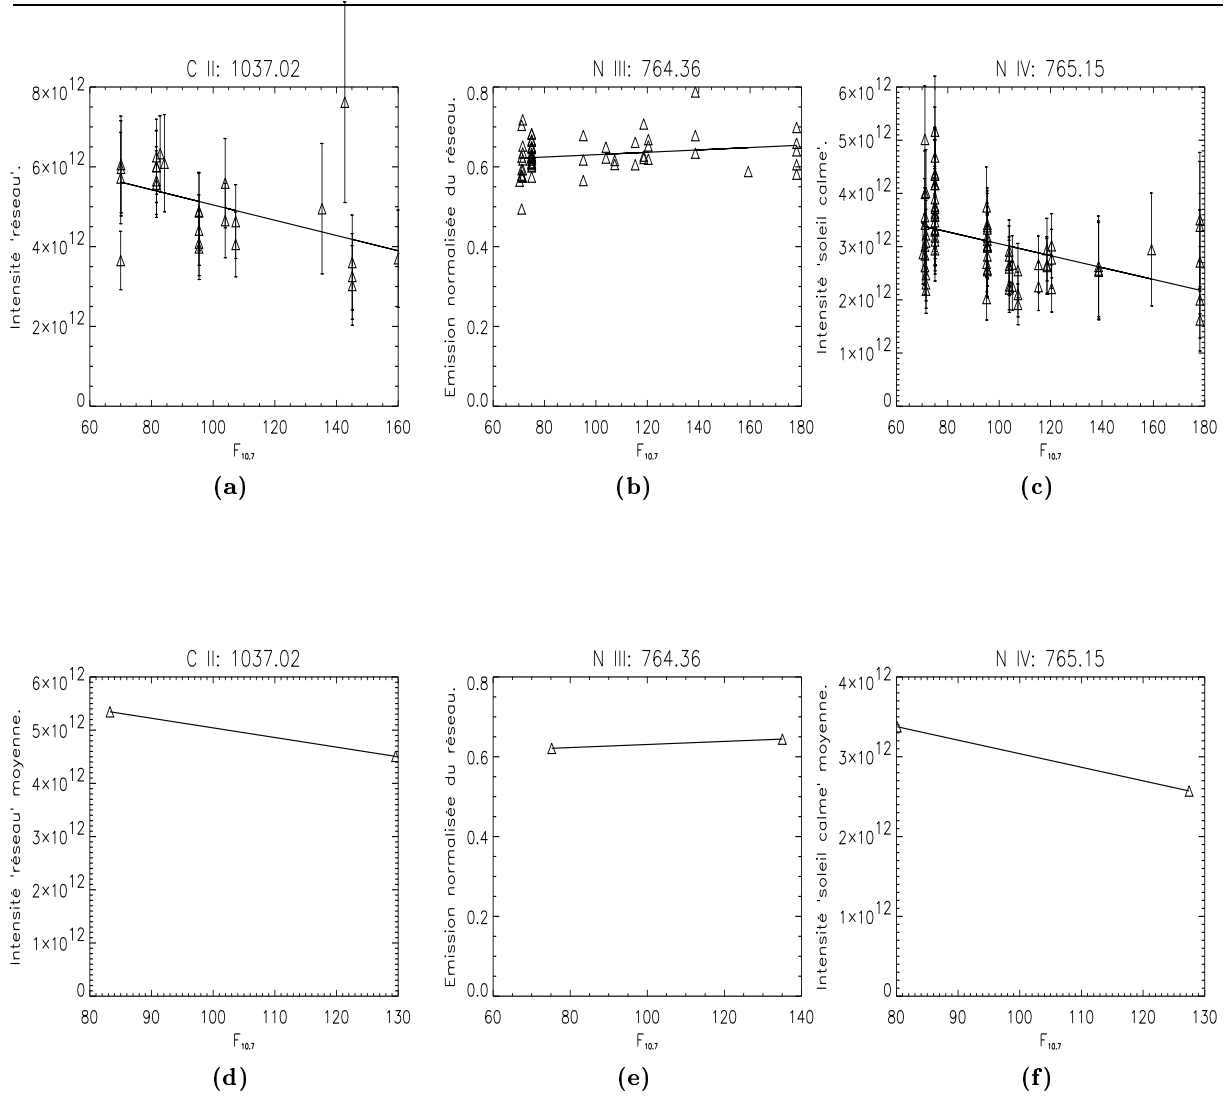 C II: 1037.02
N III: 764.36
N IV: 765.15
Intensité 'réseau'.
8×10^12
6×10^12
4×10^12
2×10^12
0
60 80 100 120 140 160
F10.7
(a)
Emission normalisée du réseau.
0.8
0.6
0.4
0.2
0.0
60 80 100 120 140 160 180
F10.7
(b)
Intensité 'soleil calme'.
6×10^12
5×10^12
4×10^12
3×10^12
2×10^12
1×10^12
0
60 80 100 120 140 160 180
F10.7
(c)
C II: 1037.02
N III: 764.36
N IV: 765.15
Intensité 'réseau' moyenne.
6×10^12
5×10^12
4×10^12
3×10^12
2×10^12
1×10^12
0
80 90 100 110 120 130
F10.7
(d)
Emission normalisée du réseau.
0.8
0.6
0.4
0.2
0.0
60 80 100 120 140
F10.7
(e)
Intensité 'soleil calme' moyenne.
4×10^12
3×10^12
2×10^12
1×10^12
0
80 90 100 110 120 130
F10.7
(f)